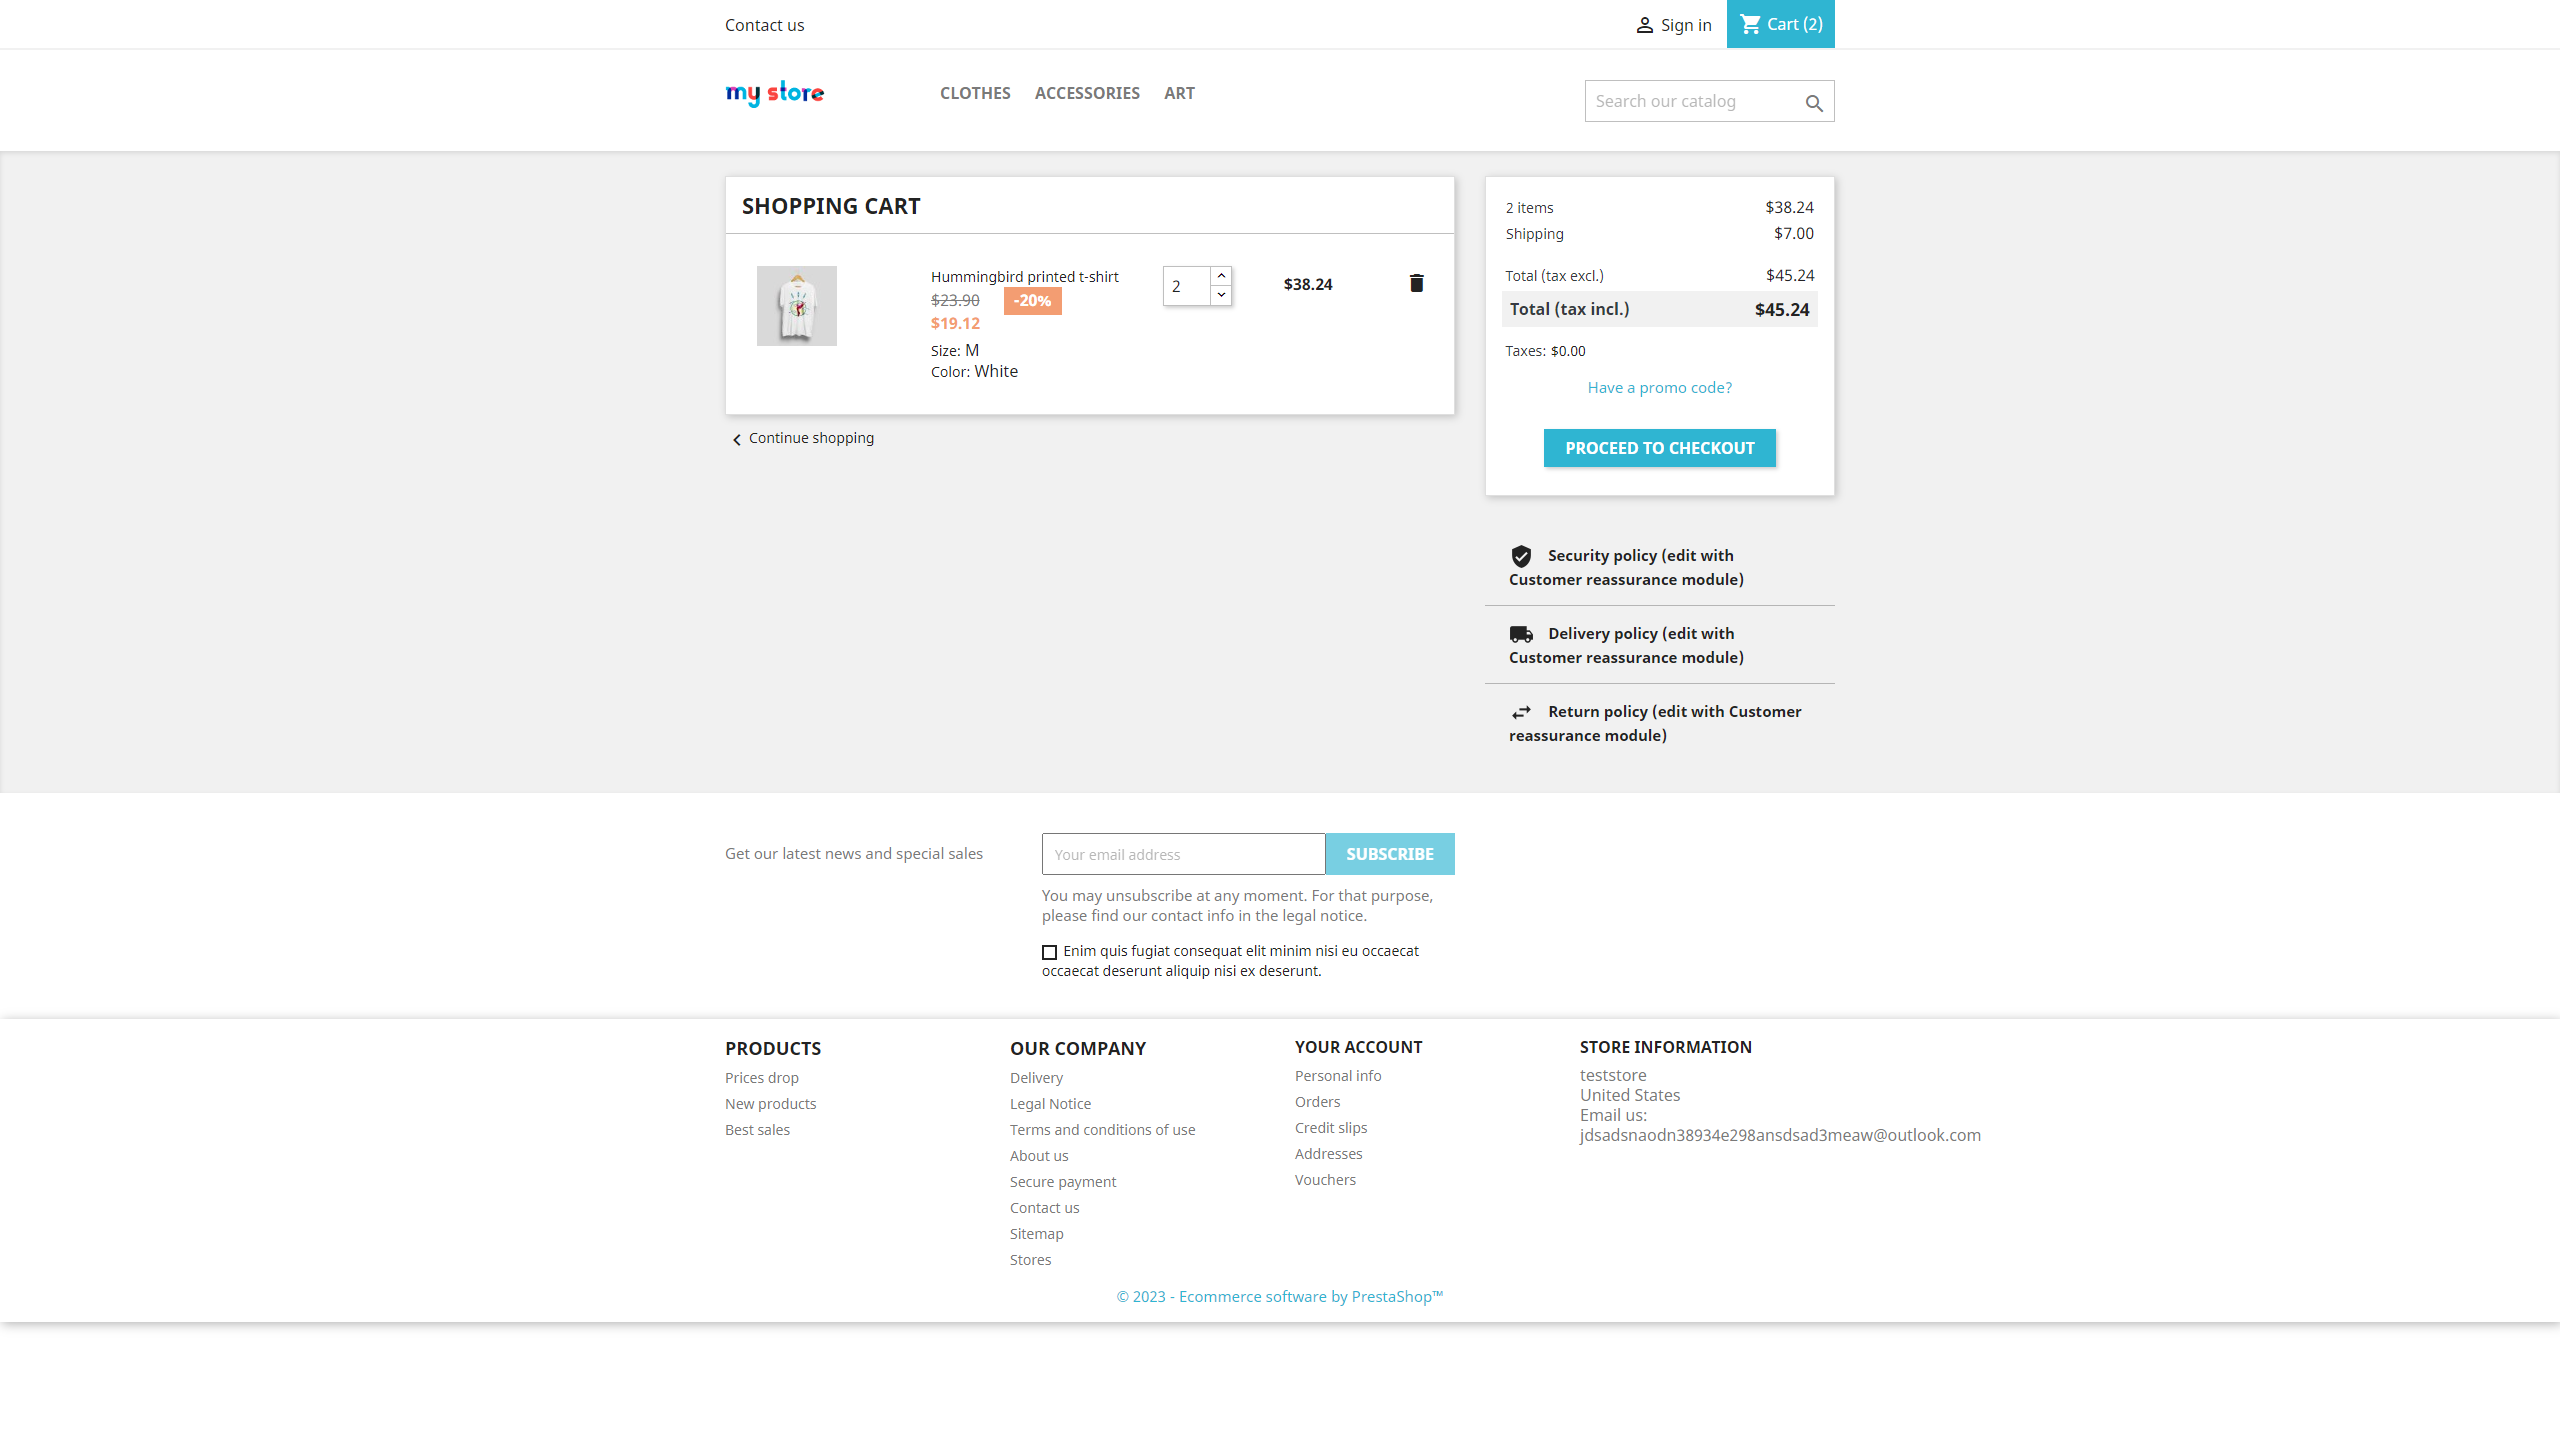 Contact us
Sign in
Cart (2)
my store
CLOTHES
ACCESSORIES
ART
Search our catalog
SHOPPING CART
Hummingbird printed t-shirt
$23.90 -20%
$19.12
Size: M
Color: White
2
$38.24
Continue shopping
2 items $38.24
Shipping $7.00
Total (tax excl.) $45.24
Total (tax incl.) $45.24
Taxes: $0.00
Have a promo code?
PROCEED TO CHECKOUT
Security policy (edit with
Customer reassurance module)
Delivery policy (edit with
Customer reassurance module)
Return policy (edit with Customer
reassurance module)
Get our latest news and special sales
Your email address
SUBSCRIBE
You may unsubscribe at any moment. For that purpose,
please find our contact info in the legal notice.
Enim quis fugiat consequat elit minim nisi eu occaecat
occaecat deserunt aliquip nisi ex deserunt.
PRODUCTS
Prices drop
New products
Best sales
OUR COMPANY
Delivery
Legal Notice
Terms and conditions of use
About us
Secure payment
Contact us
Sitemap
Stores
YOUR ACCOUNT
Personal info
Orders
Credit slips
Addresses
Vouchers
STORE INFORMATION
teststore
United States
Email us:
jdsadsnaodn38934e298ansdsad3meaw@outlook.com
© 2023 - Ecommerce software by PrestaShop™